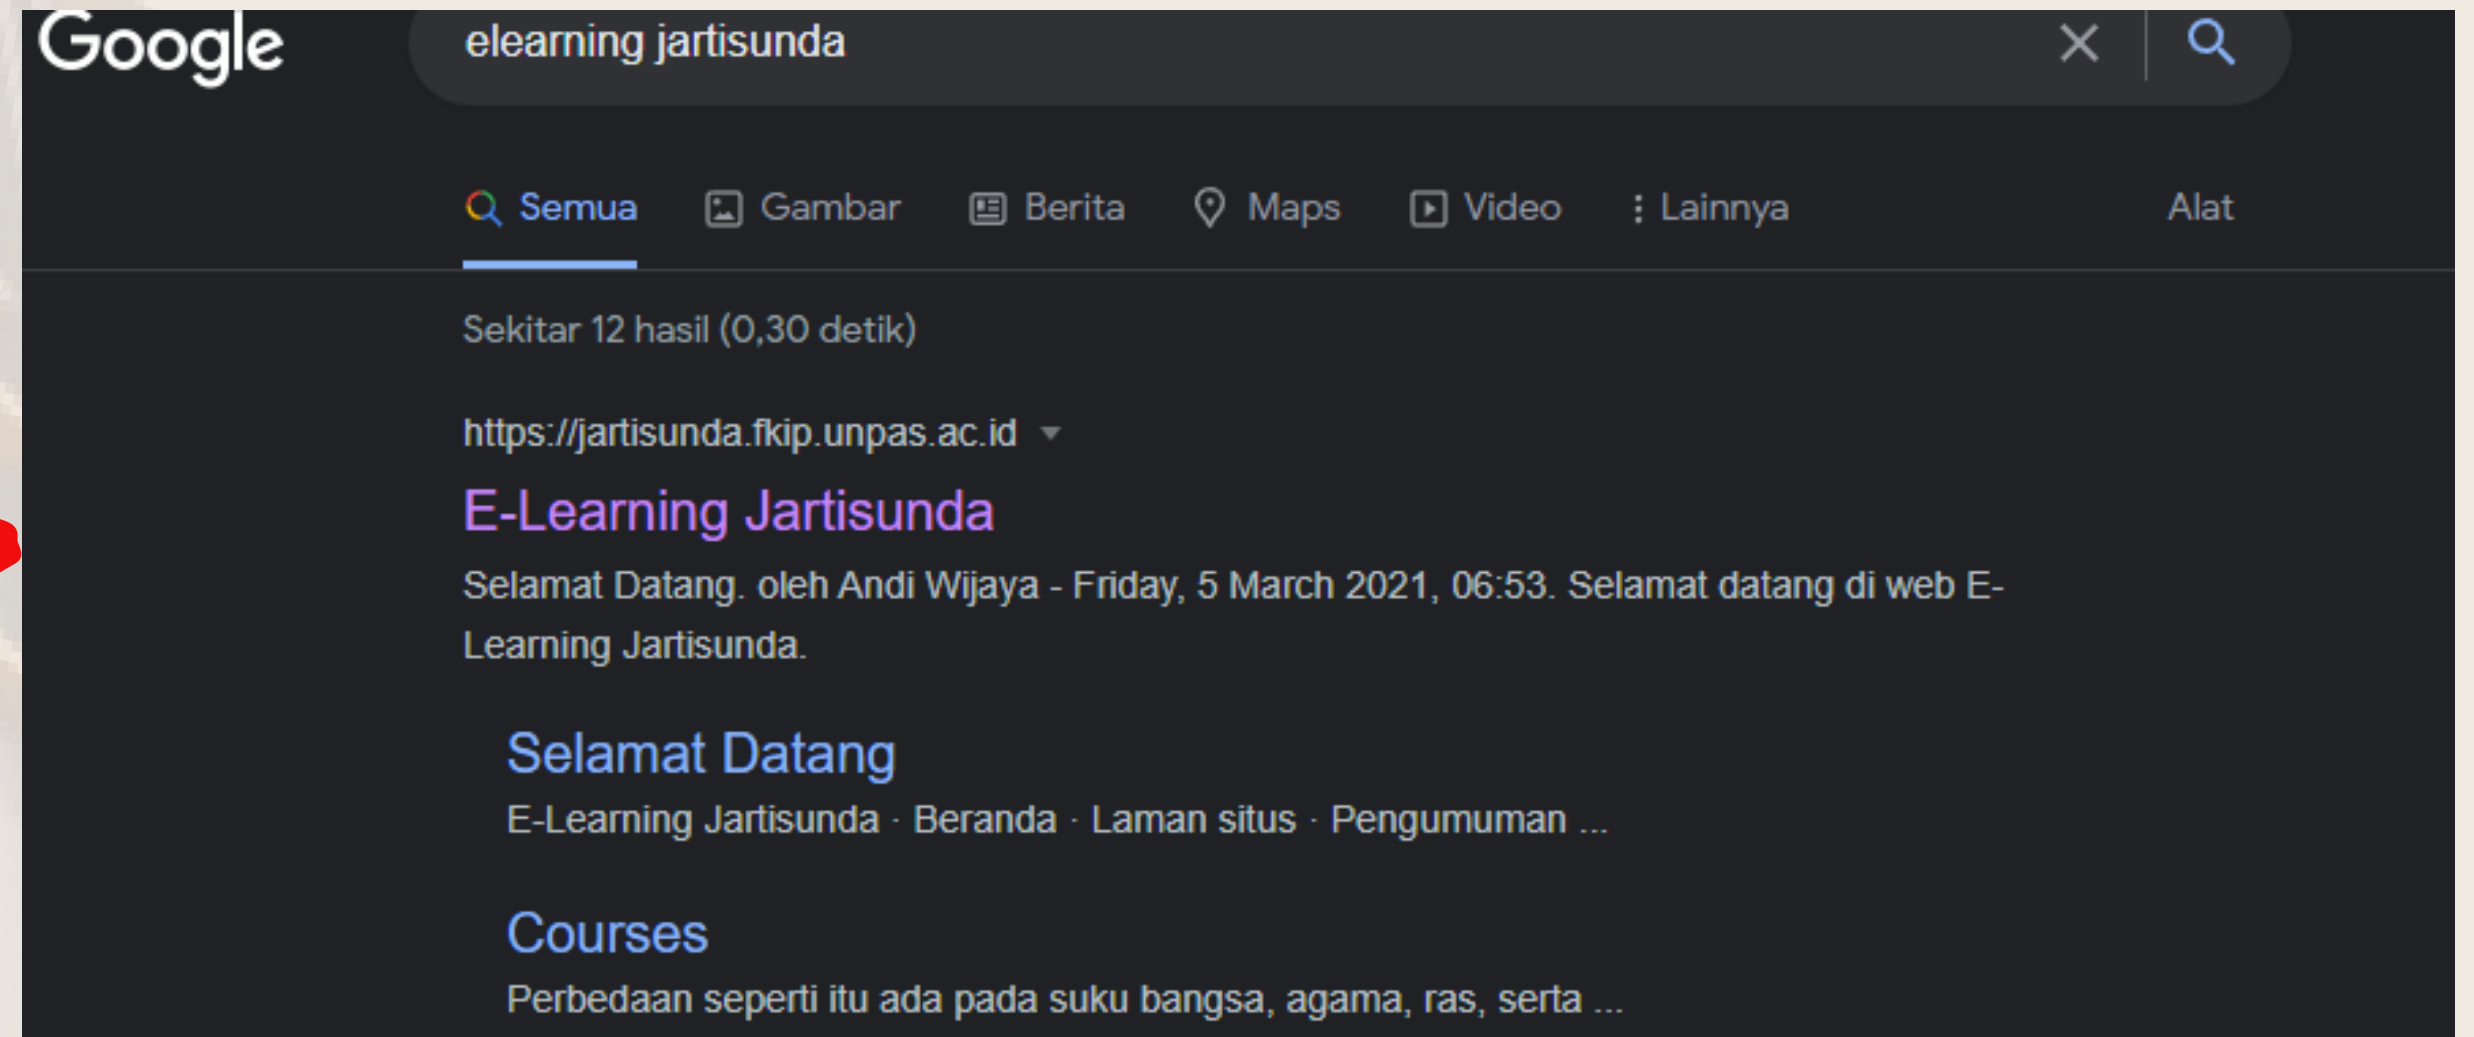 Google
elearning jartisunda
Semua Gambar Berita Maps Video Lainnya Alat
Sekitar 12 hasil (0,30 detik)
https://jartisunda.fkip.unpas.ac.id
E-Learning Jartisunda
Selamat Datang. oleh Andi Wijaya - Friday, 5 March 2021, 06:53. Selamat datang di web E-
Learning Jartisunda.
Selamat Datang
E-Learning Jartisunda · Beranda · Laman situs · Pengumuman ...
Courses
Perbedaan seperti itu ada pada suku bangsa, agama, ras, serta ...